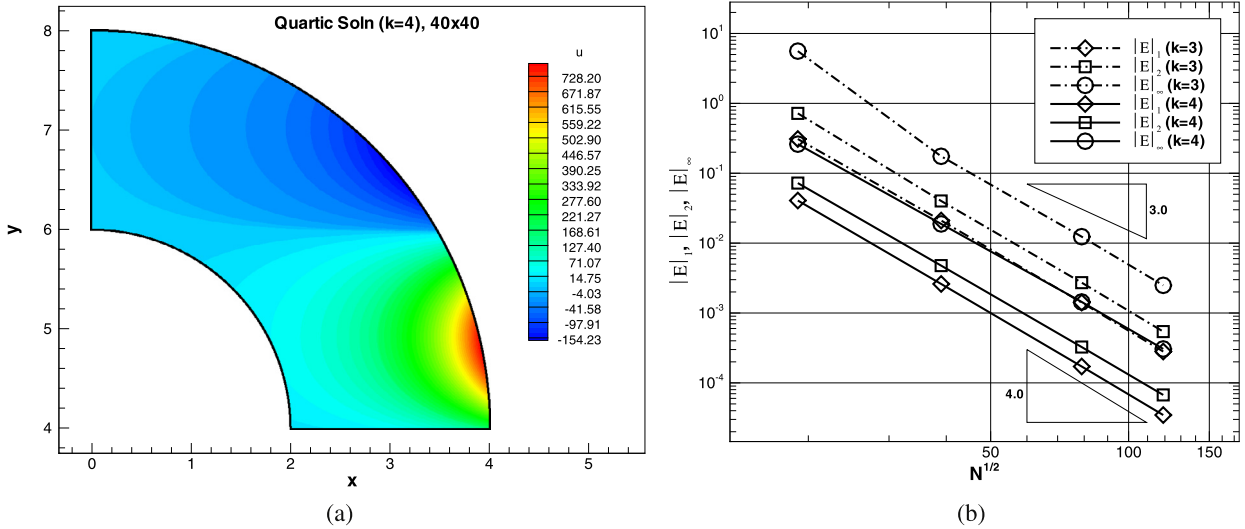 Quartic Soln (k=4), 40x40
8
7
6
5
4
y
0
1
2
3
4
5
x
u
728.20
671.87
615.55
559.22
502.90
446.57
390.25
333.92
277.60
221.27
168.61
127.40
71.07
14.75
-4.03
-41.58
-97.91
-154.23
(a)
|E|₁ (k=3)
|E|₂ (k=3)
|E|∞ (k=3)
|E|₁ (k=4)
|E|₂ (k=4)
|E|∞ (k=4)
10¹
10⁰
10⁻¹
10⁻²
10⁻³
10⁻⁴
|E|₁, |E|₂, |E|∞
3.0
4.0
50
100
150
N^{1/2}
(b)